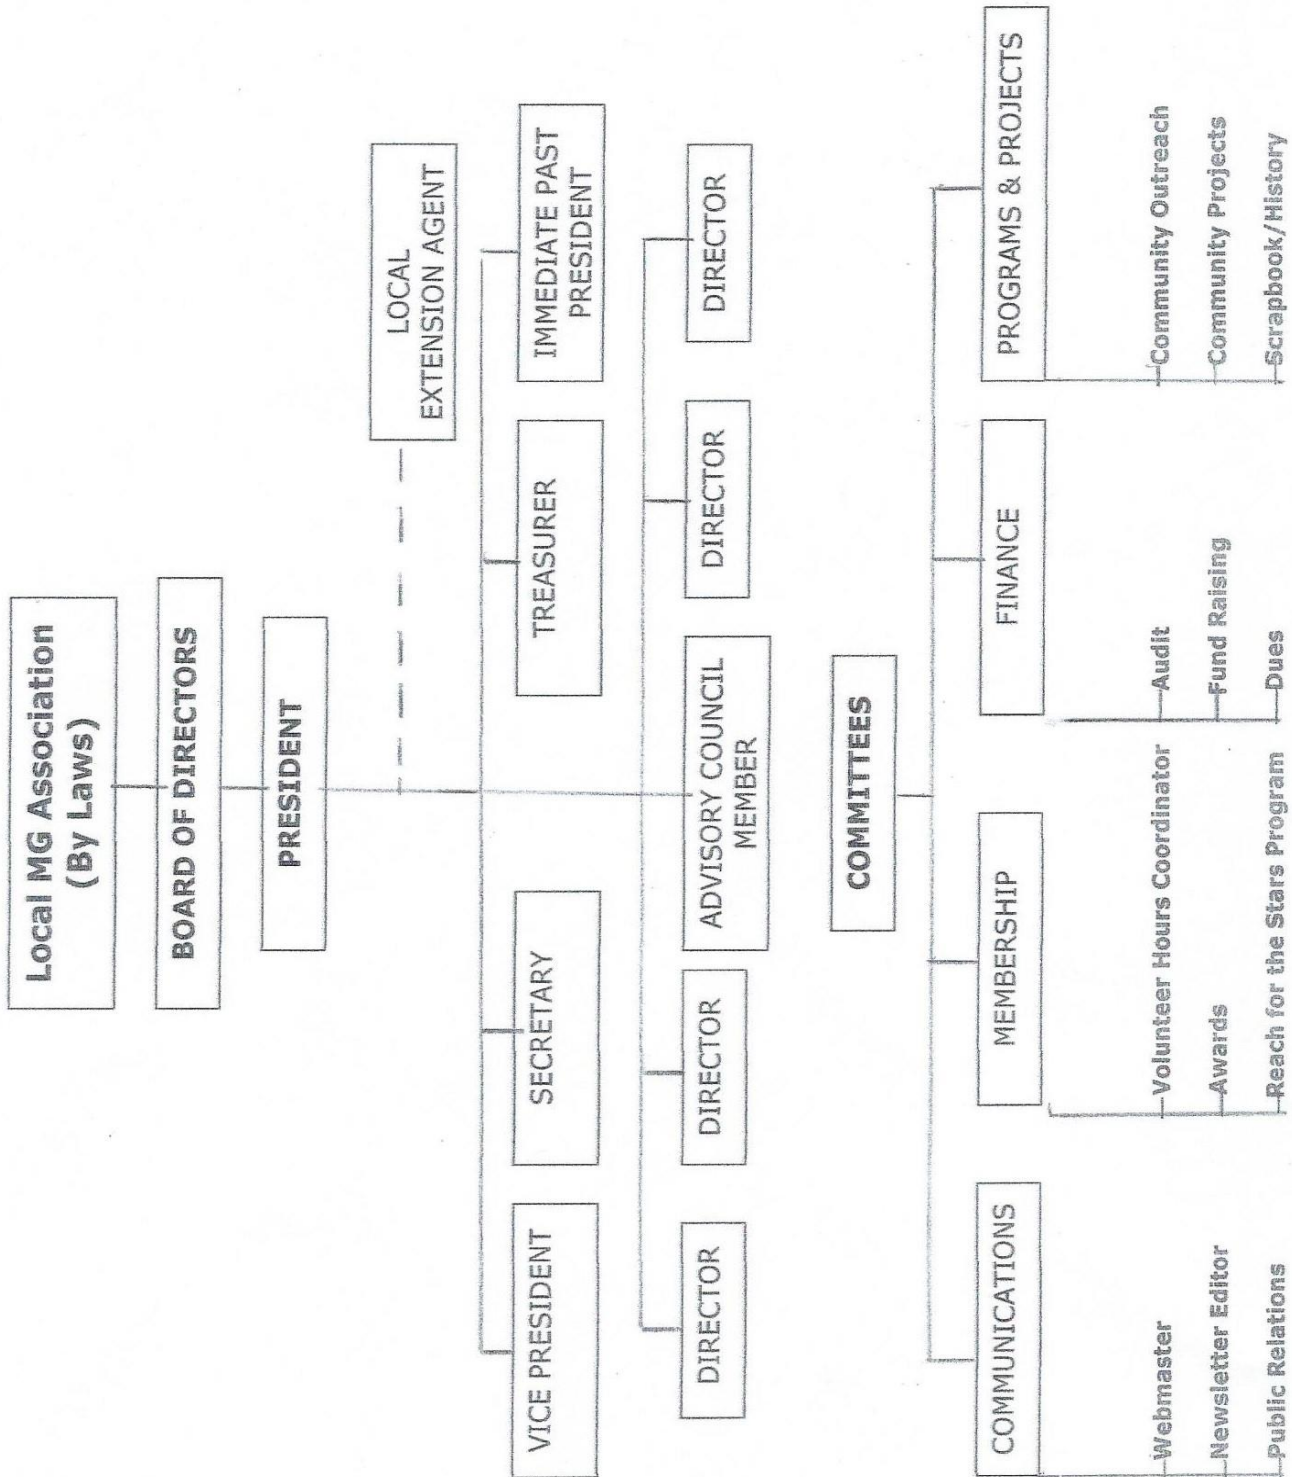 Local MG Association
(By Laws)
BOARD OF DIRECTORS
PRESIDENT
LOCAL
EXTENSION AGENT
VICE PRESIDENT
SECRETARY
TREASURER
IMMEDIATE PAST
PRESIDENT
DIRECTOR
DIRECTOR
ADVISORY COUNCIL
MEMBER
DIRECTOR
DIRECTOR
COMMITTEES
COMMUNICATIONS
Webmaster
Newsletter Editor
Public Relations
MEMBERSHIP
Volunteer Hours Coordinator
Awards
Reach for the Stars Program
FINANCE
Audit
Fund Raising
Dues
PROGRAMS & PROJECTS
Community Outreach
Community Projects
Scrapbook/History